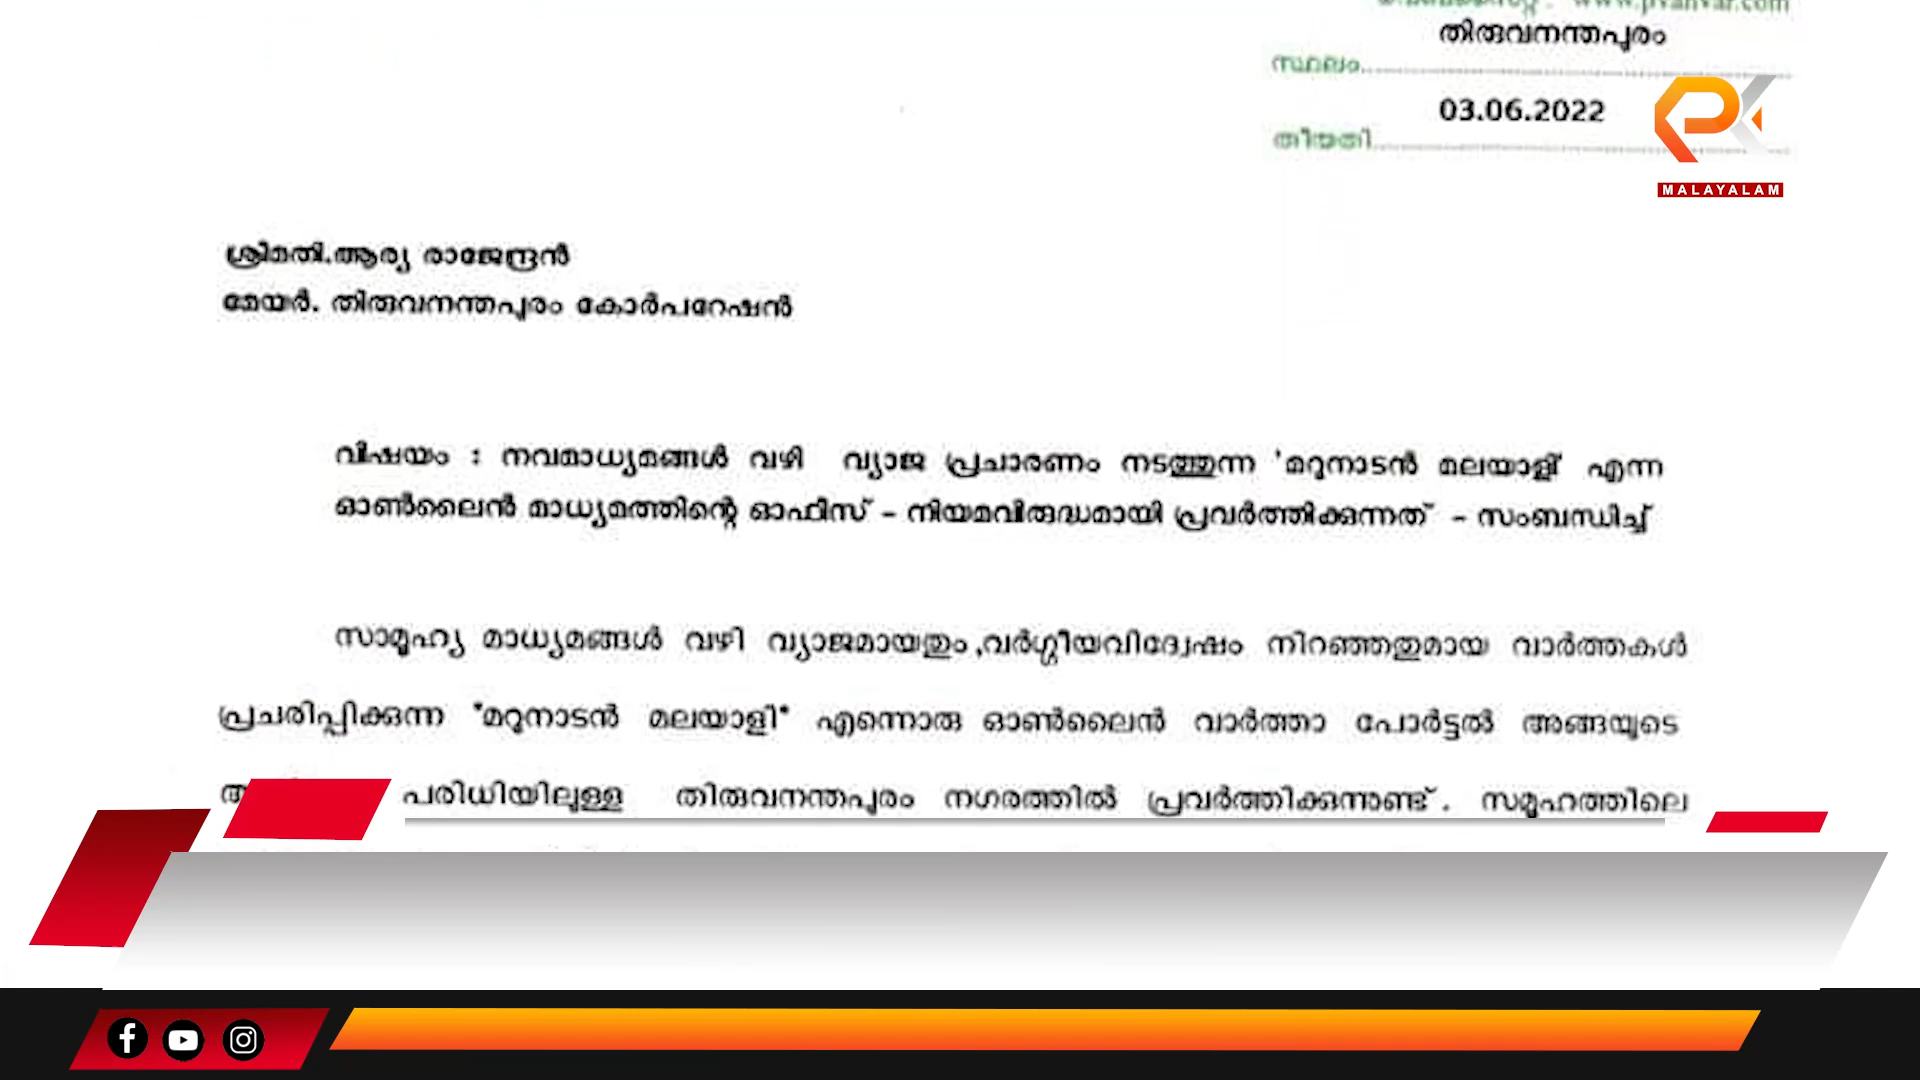 www.pvanvar.com
തിരുവനന്തപുരം
സ്ഥലം
03.06.2022
തീയതി
MALAYALAM
ശ്രീമതി.ആര്യ രാജേന്ദ്രൻ
മേയർ. തിരുവനന്തപുരം കോർപറേഷൻ
വിഷയം : നവമാധ്യമങ്ങൾ വഴി വ്യാജ പ്രചാരണം നടത്തുന്ന 'മറുനാടൻ മലയാളി' എന്ന
ഓൺലൈൻ മാധ്യമത്തിന്റെ ഓഫീസ് – നിയമവിരുദ്ധമായി പ്രവർത്തിക്കുന്നത് – സംബന്ധിച്ച്
സാമൂഹ്യ മാധ്യമങ്ങൾ വഴി വ്യാജമായതും,വർഗ്ഗീയവിദ്വേഷം നിറഞ്ഞതുമായ വാർത്തകൾ
പ്രചരിപ്പിക്കുന്ന "മറുനാടൻ മലയാളി" എന്നൊരു ഓൺലൈൻ വാർത്താ പോർട്ടൽ അങ്ങയുടെ
പരിധിയിലുള്ള തിരുവനന്തപുരം നഗരത്തിൽ പ്രവർത്തിക്കുന്നുണ്ട്. സമൂഹത്തിലെ